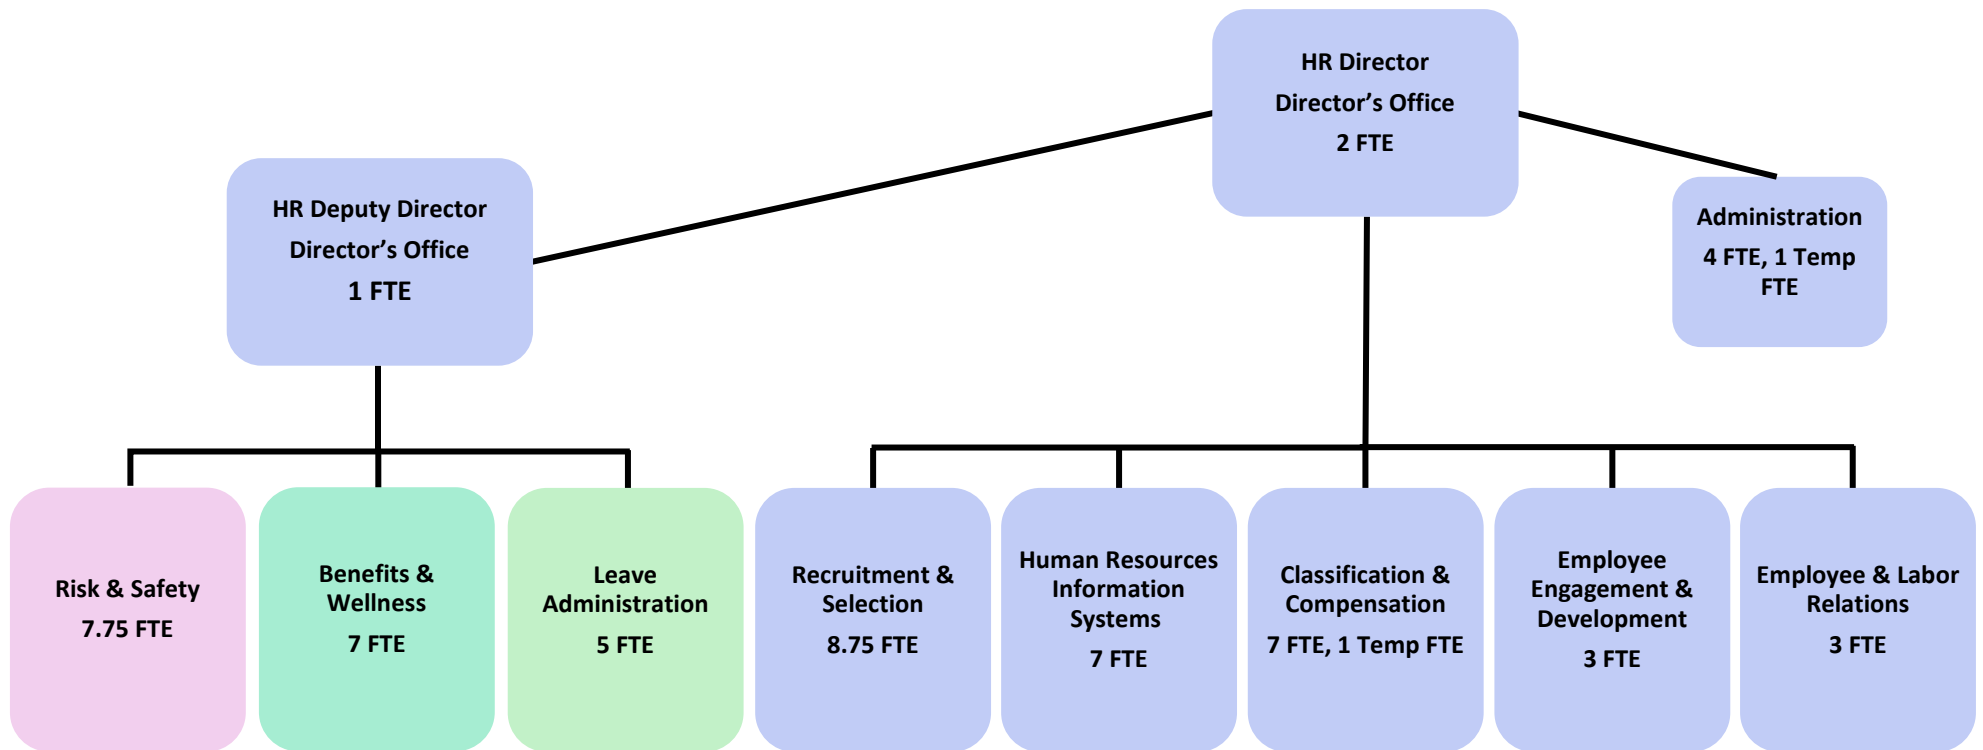 HR Director
Director’s Office
2 FTE
HR Deputy Director
Director’s Office
1 FTE
Administration
4 FTE, 1 Temp
FTE
Risk & Safety
7.75 FTE
Benefits &
Wellness
7 FTE
Leave
Administration
5 FTE
Recruitment &
Selection
8.75 FTE
Human Resources
Information
Systems
7 FTE
Classification &
Compensation
7 FTE, 1 Temp FTE
Employee
Engagement &
Development
3 FTE
Employee & Labor
Relations
3 FTE